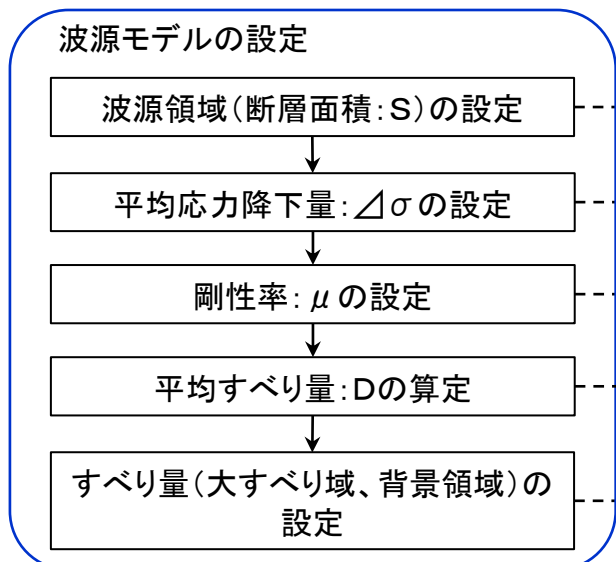 波源モデルの設定
波源領域（断層面積：S）の設定
平均応力降下量：⊿σの設定
剛性率：μの設定
平均すべり量：Dの算定
すべり量（大すべり域、背景領域）の
設定